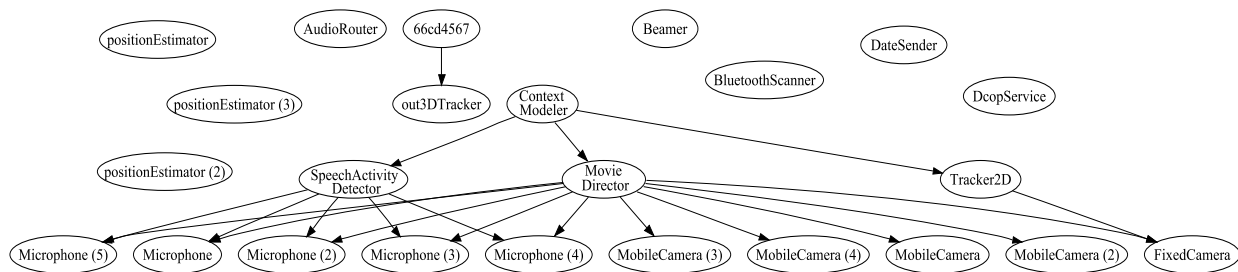 positionEstimator
AudioRouter
66cd4567
Beamer
DateSender
BluetoothScanner
positionEstimator (3)
out3DTracker
Context
Modeler
DcopService
positionEstimator (2)
SpeechActivity
Detector
Movie
Director
Tracker2D
Microphone (5)
Microphone
Microphone (2)
Microphone (3)
Microphone (4)
MobileCamera (3)
MobileCamera (4)
MobileCamera
MobileCamera (2)
FixedCamera